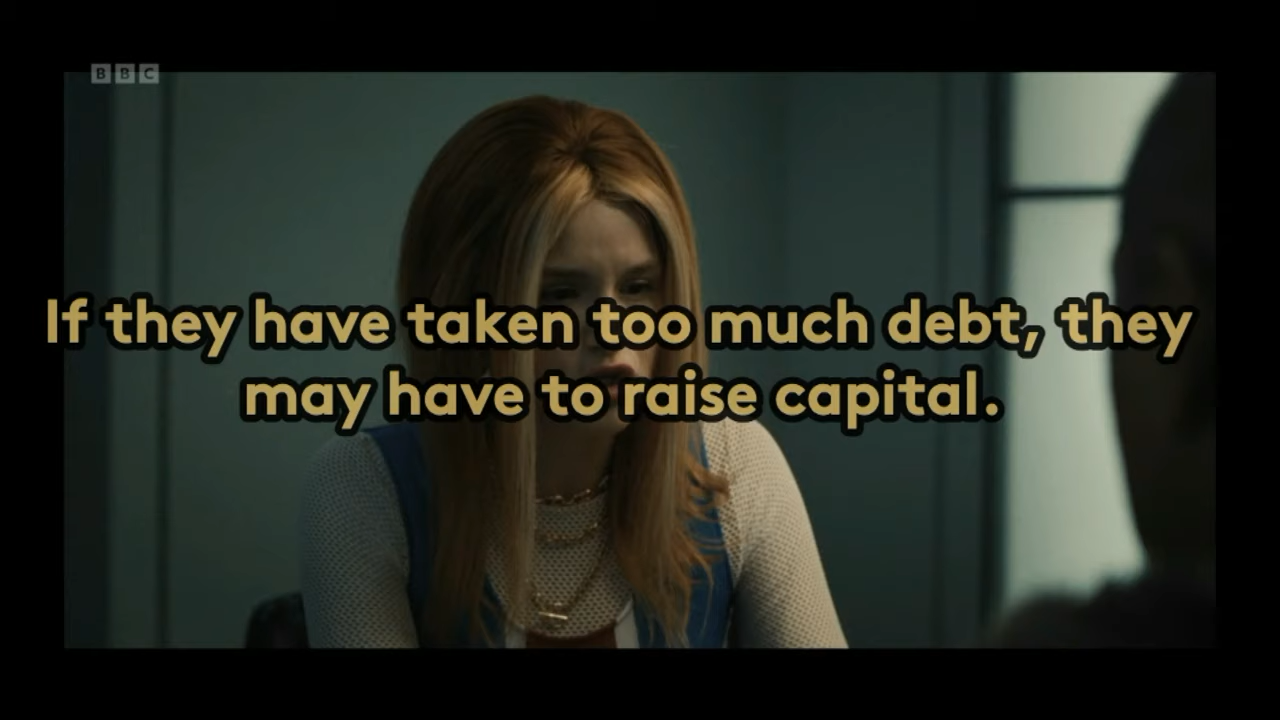 BBC
If they have taken too much debt, they
may have to raise capital.